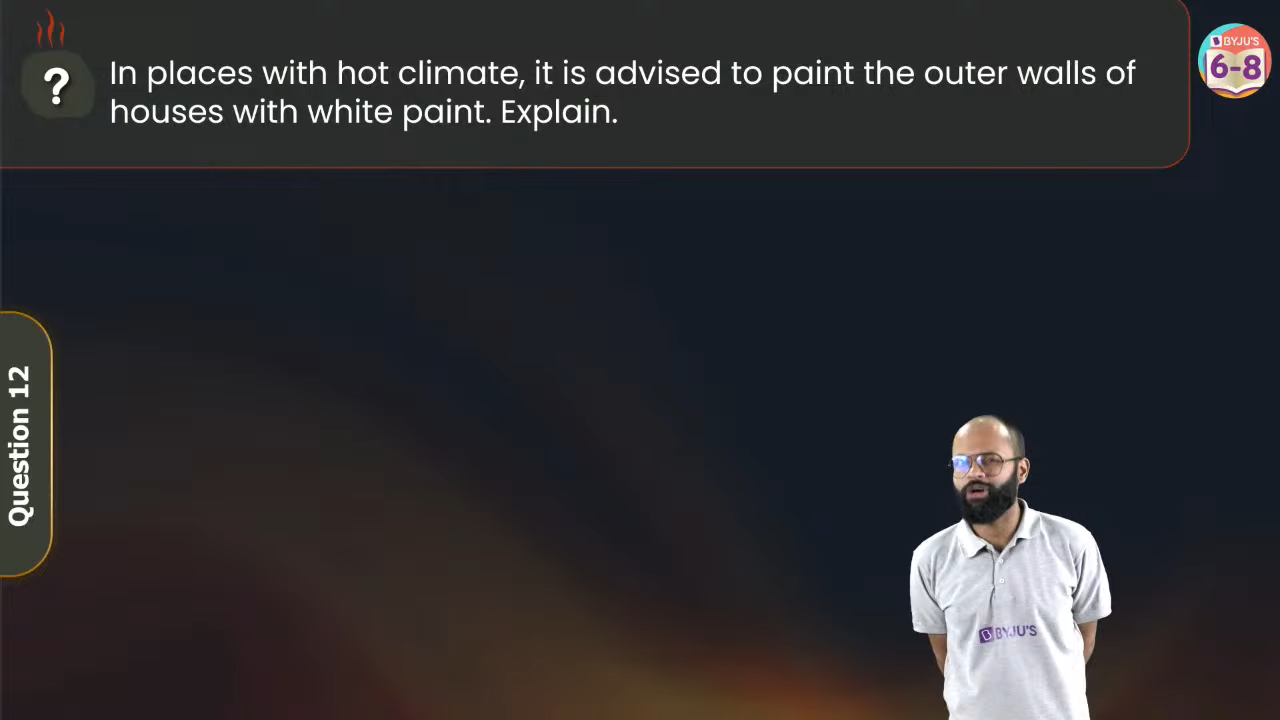 ?
In places with hot climate, it is advised to paint the outer walls of
houses with white paint. Explain.
BYJU'S
6-8
Question 12
BYJU'S